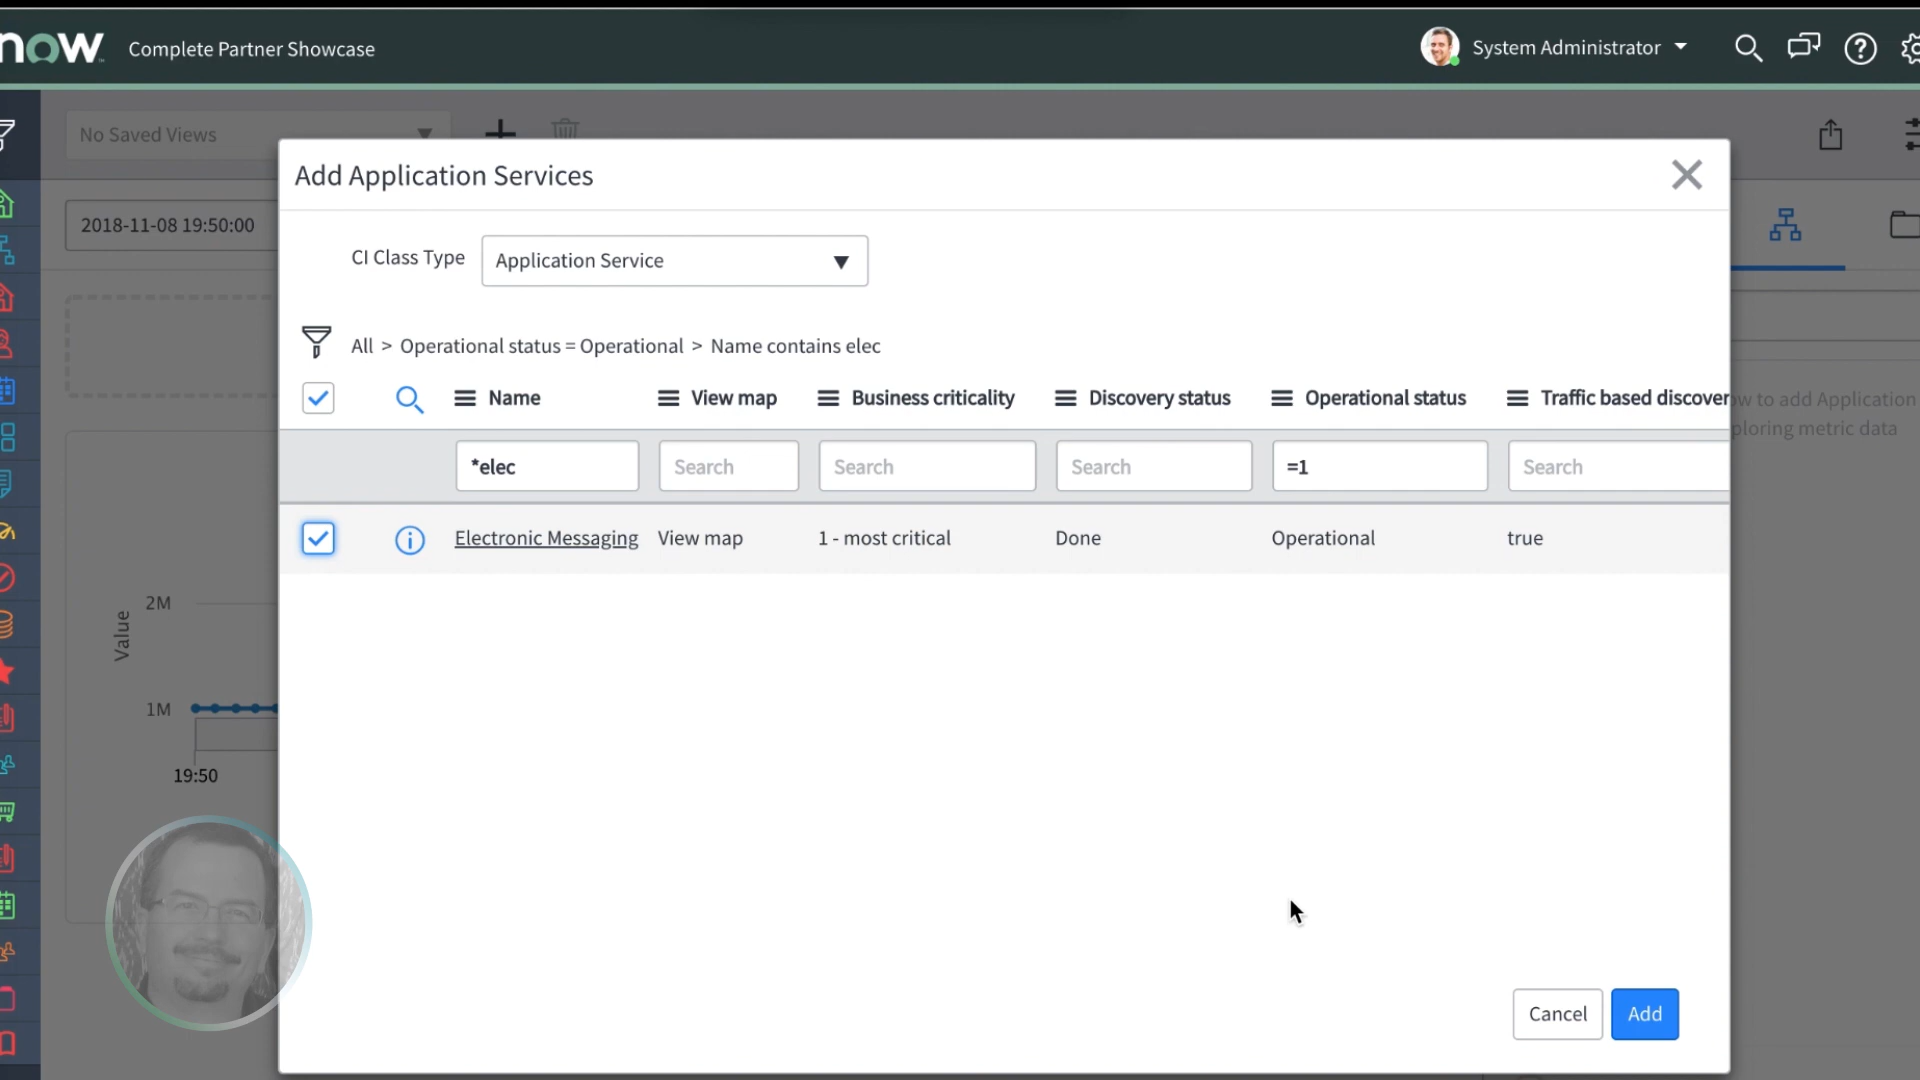 now
Complete Partner Showcase
System Administrator
No Saved Views
Add Application Services
2018-11-08 19:50:00
CI Class Type
Application Service
All > Operational status = Operational > Name contains elec
Name
View map
Business criticality
Discovery status
Operational status
Traffic based discover
w to add Application
ploring metric data
*elec
Search
Search
Search
=1
Search
Electronic Messaging
View map
1 - most critical
Done
Operational
true
Value
2M
1M
19:50
Cancel
Add